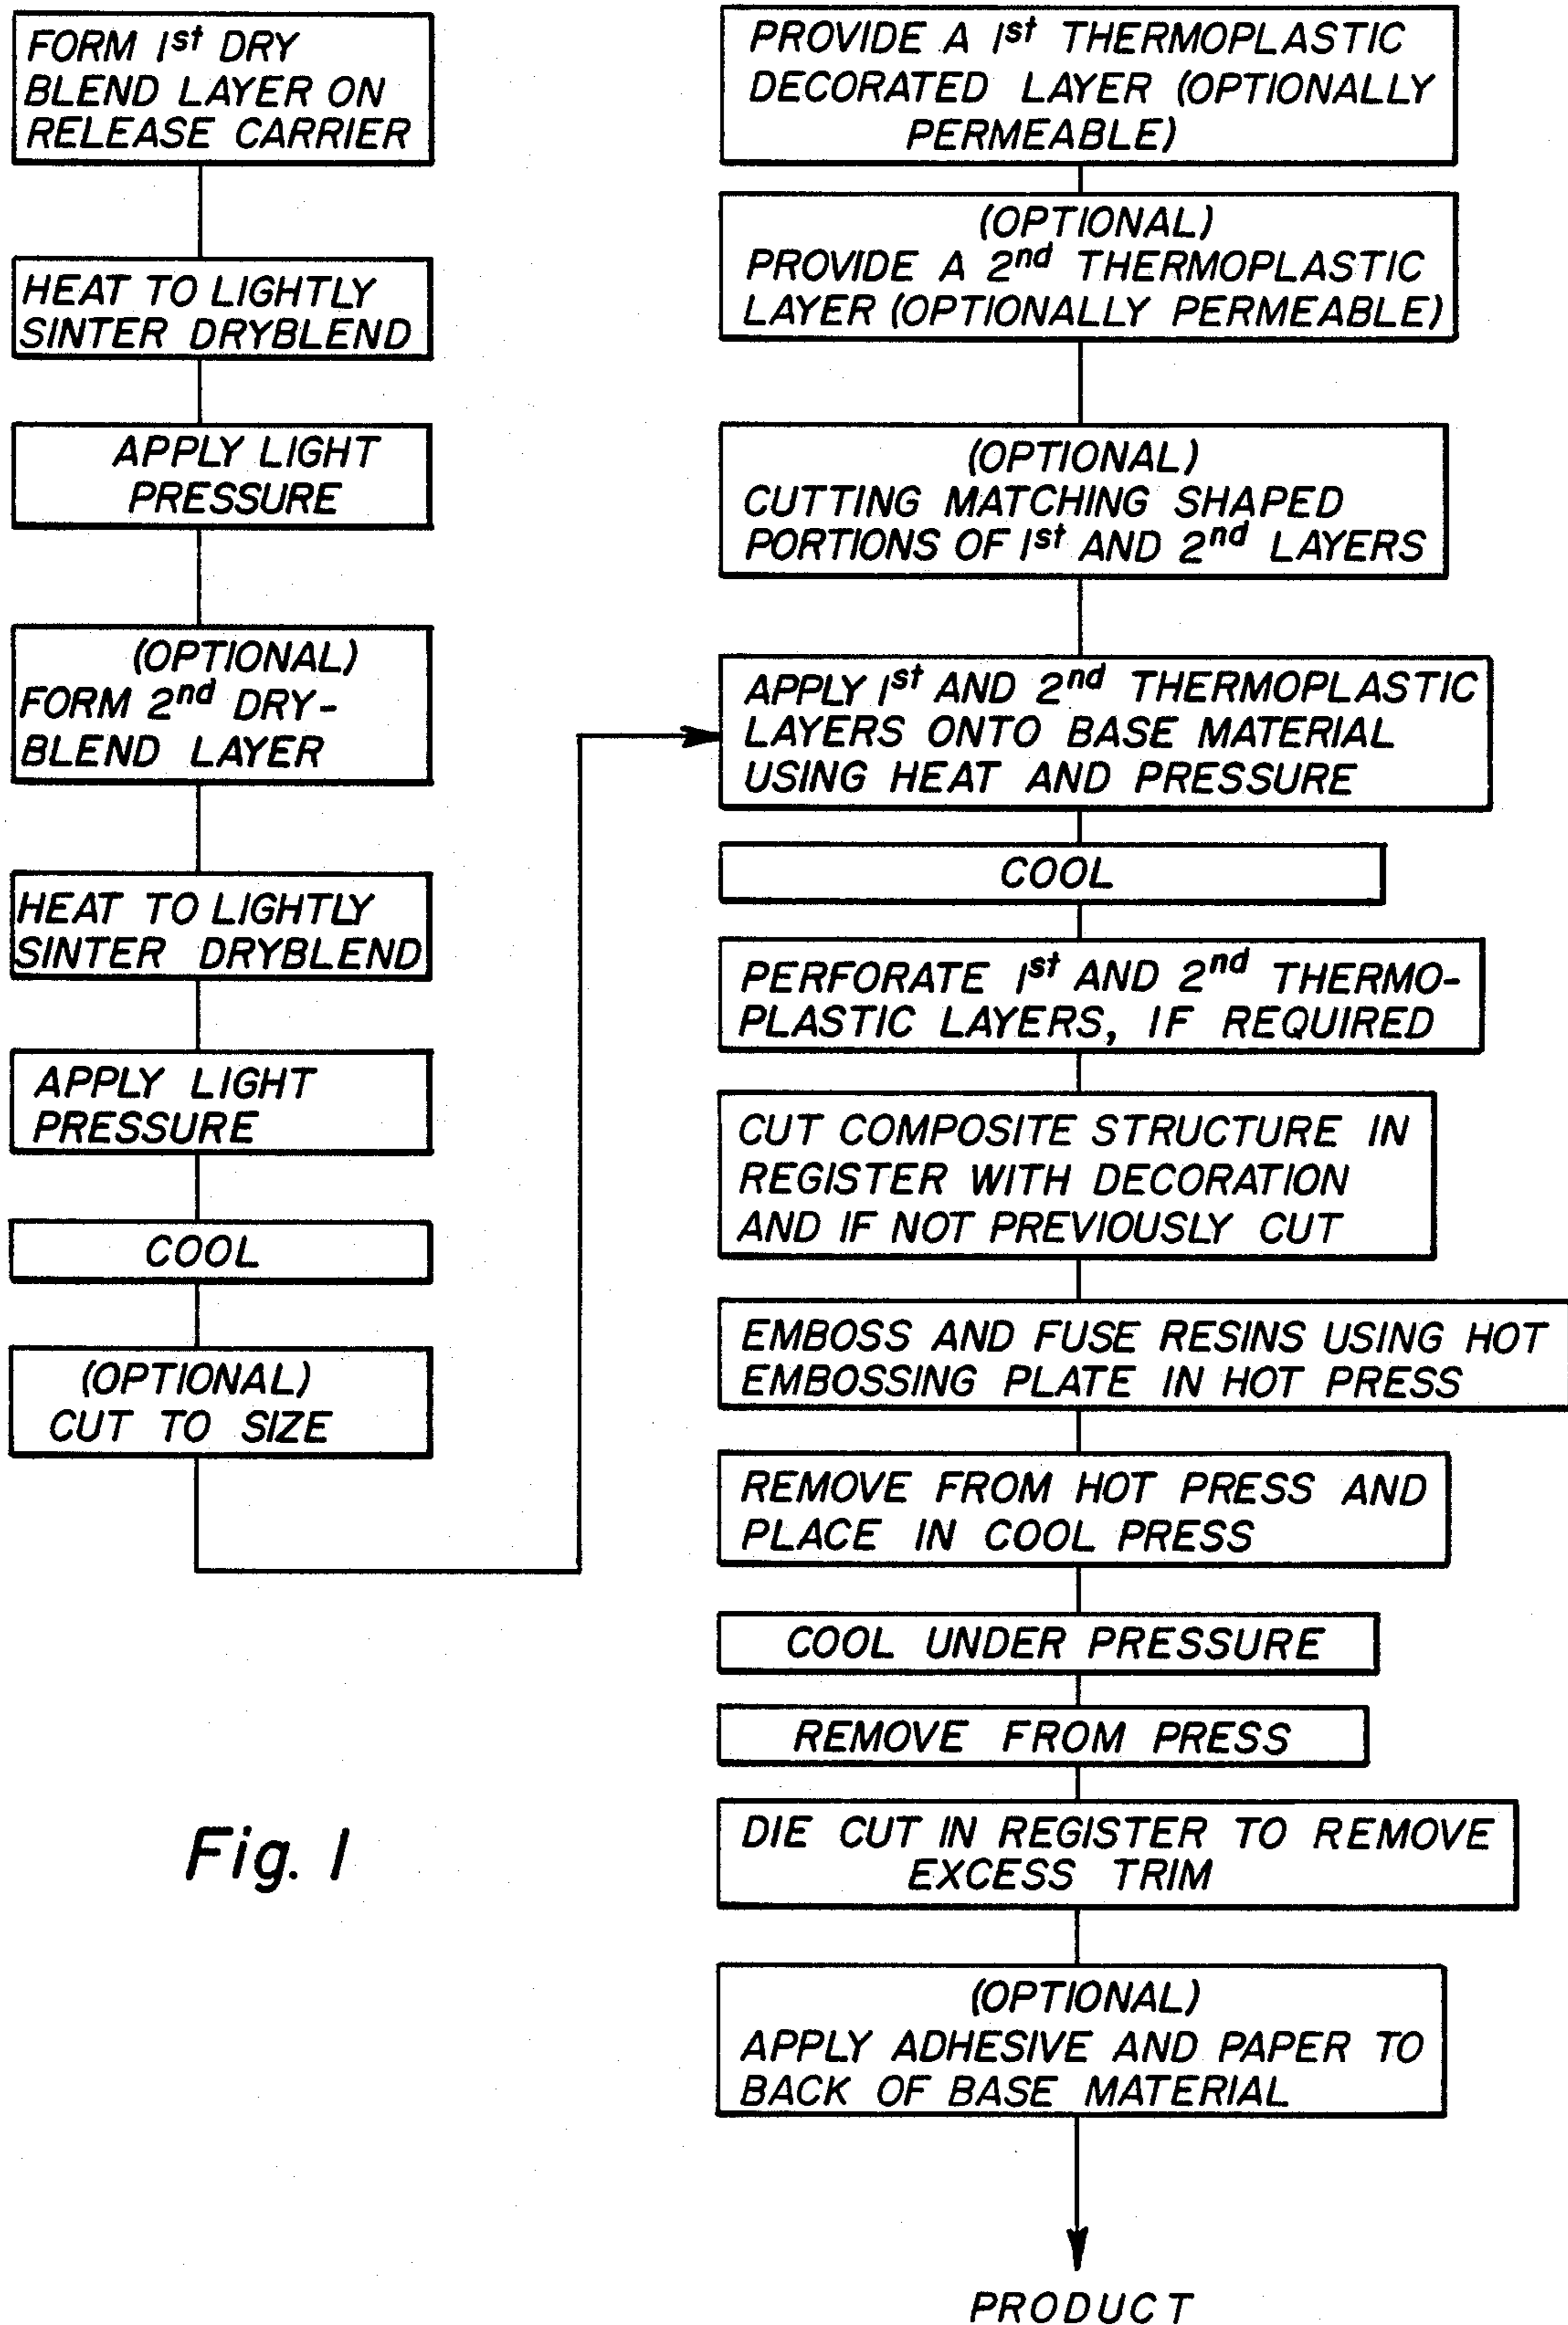 FORM 1st DRY
BLEND LAYER ON
RELEASE CARRIER
HEAT TO LIGHTLY
SINTER DRYBLEND
APPLY LIGHT
PRESSURE
(OPTIONAL)
FORM 2nd DRY-
BLEND LAYER
HEAT TO LIGHTLY
SINTER DRYBLEND
APPLY LIGHT
PRESSURE
COOL
(OPTIONAL)
CUT TO SIZE
PROVIDE A 1st THERMOPLASTIC
DECORATED LAYER (OPTIONALLY
PERMEABLE)
(OPTIONAL)
PROVIDE A 2nd THERMOPLASTIC
LAYER (OPTIONALLY PERMEABLE)
(OPTIONAL)
CUTTING MATCHING SHAPED
PORTIONS OF 1st AND 2nd LAYERS
APPLY 1st AND 2nd THERMOPLASTIC
LAYERS ONTO BASE MATERIAL
USING HEAT AND PRESSURE
COOL
PERFORATE 1st AND 2nd THERMO-
PLASTIC LAYERS, IF REQUIRED
CUT COMPOSITE STRUCTURE IN
REGISTER WITH DECORATION
AND IF NOT PREVIOUSLY CUT
EMBOSS AND FUSE RESINS USING HOT
EMBOSSING PLATE IN HOT PRESS
REMOVE FROM HOT PRESS AND
PLACE IN COOL PRESS
COOL UNDER PRESSURE
REMOVE FROM PRESS
DIE CUT IN REGISTER TO REMOVE
EXCESS TRIM
(OPTIONAL)
APPLY ADHESIVE AND PAPER TO
BACK OF BASE MATERIAL
PRODUCT
Fig. 1